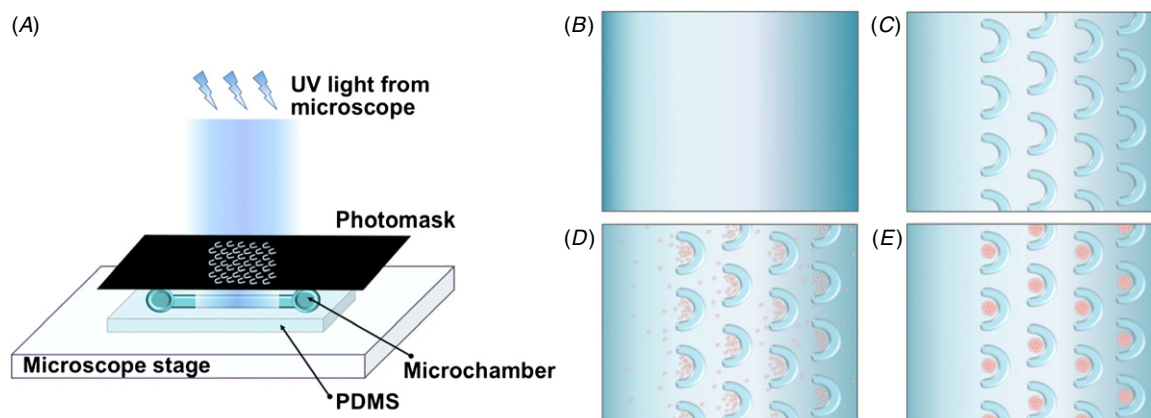 (A)
UV light from
microscope
Photomask
Microscope stage
Microchamber
PDMS
(B)
(C)
(D)
(E)